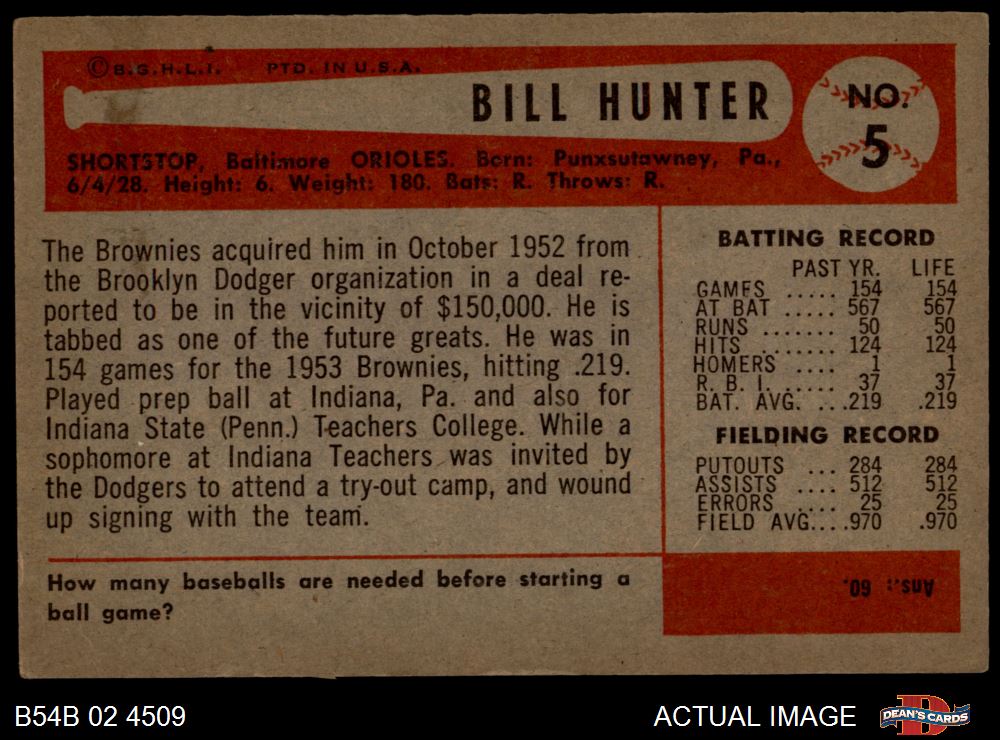 © B.G.H.L.I. PTD. IN U.S.A.
BILL HUNTER
NO.
5
SHORTSTOP, Baltimore ORIOLES. Born: Punxsutawney, Pa.,
6/4/28. Height: 6. Weight: 180. Bats: R. Throws: R.
The Brownies acquired him in October 1952 from
the Brooklyn Dodger organization in a deal re-
ported to be in the vicinity of $150,000. He is
tabbed as one of the future greats. He was in
154 games for the 1953 Brownies, hitting .219.
Played prep ball at Indiana, Pa. and also for
Indiana State (Penn.) Teachers College. While a
sophomore at Indiana Teachers was invited by
the Dodgers to attend a try-out camp, and wound
up signing with the team.
BATTING RECORD
PAST YR. LIFE
GAMES ..... 154 154
AT BAT ..... 567 567
RUNS ....... 50 50
HITS ....... 124 124
HOMERS .... 1 1
R. B. I. ..... 37 37
BAT. AVG. ... .219 .219
FIELDING RECORD
PUTOUTS ... 284 284
ASSISTS .... 512 512
ERRORS .... 25 25
FIELD AVG.... .970 .970
How many baseballs are needed before starting a
ball game?
Ans.: 60.
B54B 02 4509
ACTUAL IMAGE
D
DEAN'S CARDS